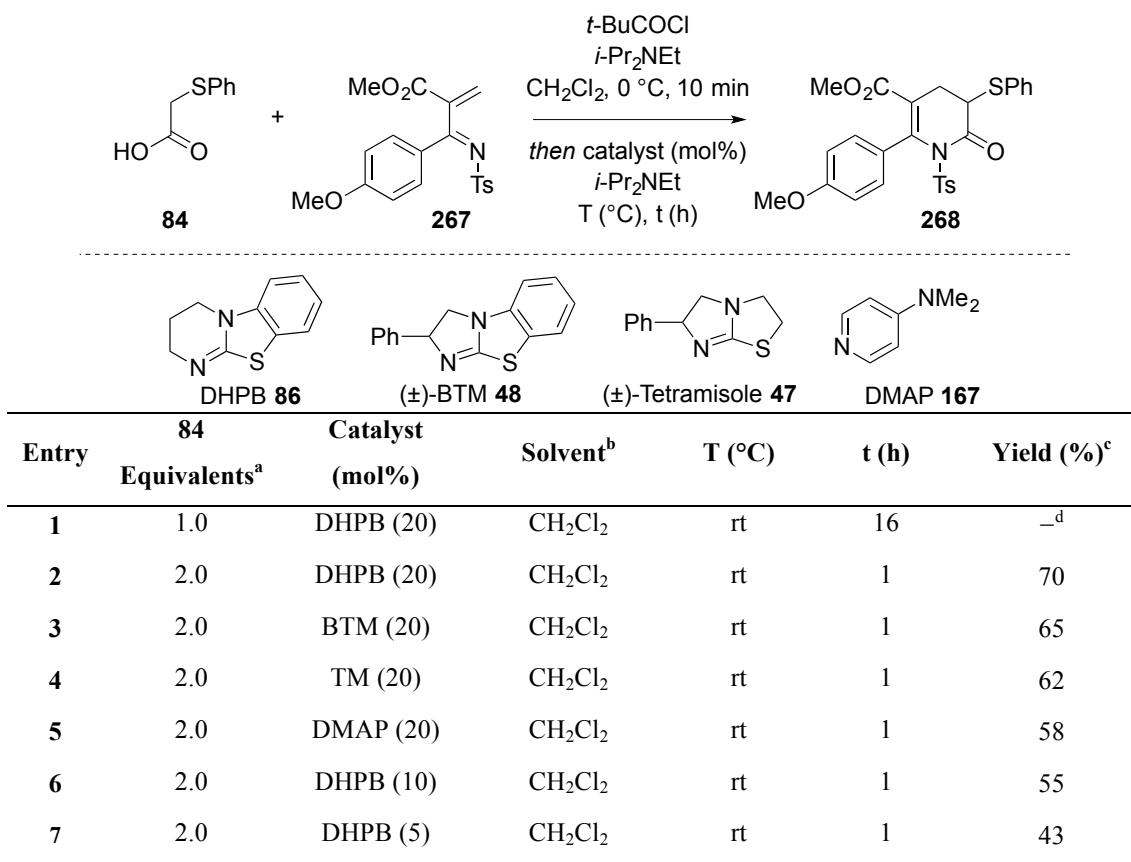 t-BuCOCl
i-Pr₂NEt
CH₂Cl₂, 0 °C, 10 min
then catalyst (mol%)
i-Pr₂NEt
T (°C), t (h)
SPh
HO
O
84
+
MeO₂C
N
Ts
MeO
267
MeO₂C
SPh
N
O
Ts
MeO
268
N
N
S
DHPB 86
Ph
N
N
S
(±)-BTM 48
Ph
N
N
S
(±)-Tetramisole 47
NMe₂
N
DMAP 167
Entry 84 Equivalentsᵃ Catalyst (mol%) Solventᵇ T (°C) t (h) Yield (%)ᶜ
1 1.0 DHPB (20) CH₂Cl₂ rt 16 –ᵈ
2 2.0 DHPB (20) CH₂Cl₂ rt 1 70
3 2.0 BTM (20) CH₂Cl₂ rt 1 65
4 2.0 TM (20) CH₂Cl₂ rt 1 62
5 2.0 DMAP (20) CH₂Cl₂ rt 1 58
6 2.0 DHPB (10) CH₂Cl₂ rt 1 55
7 2.0 DHPB (5) CH₂Cl₂ rt 1 43